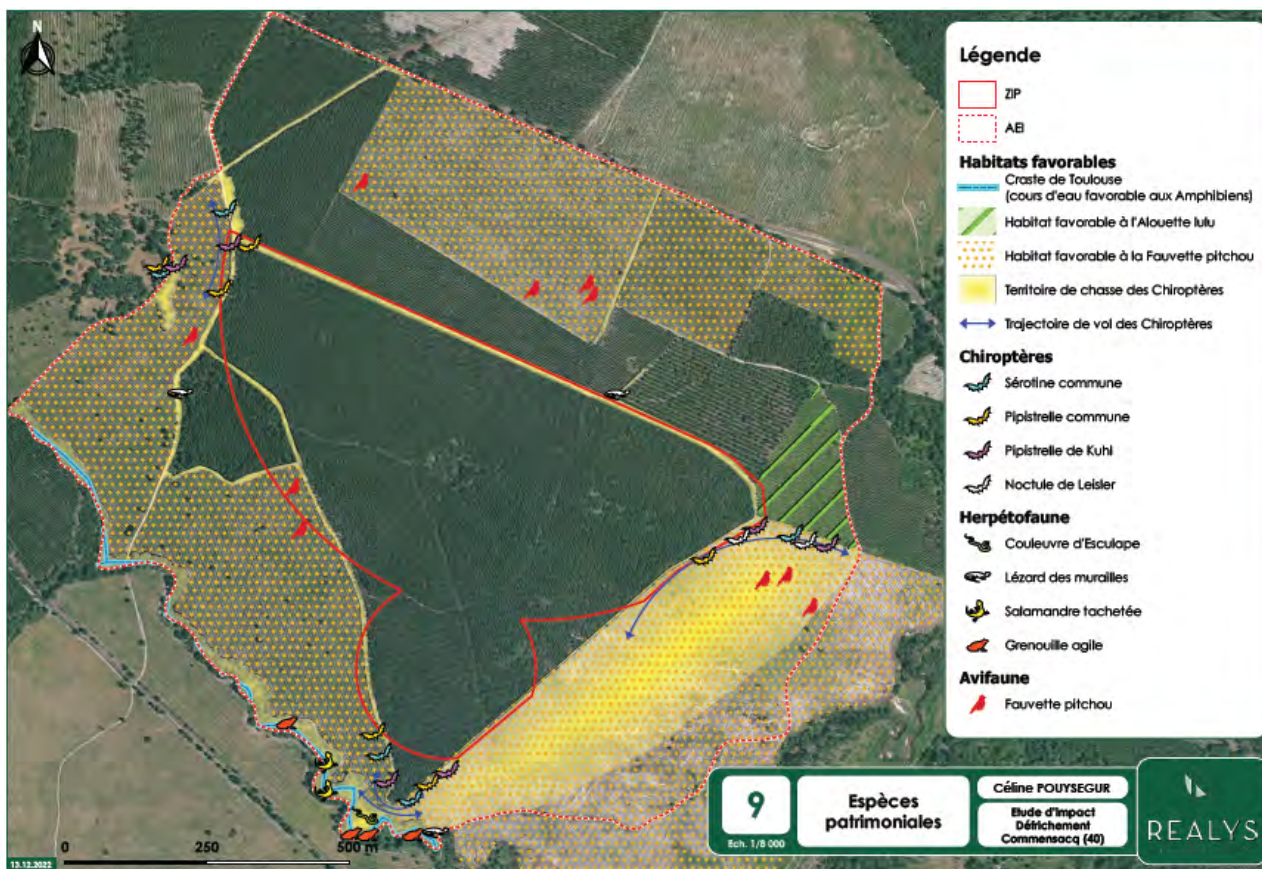 N
Légende
ZIP
AEI
Habitats favorables
Craste de Toulouse
(cours d'eau favorable aux Amphibiens)
Habitat favorable à l'Alouette lulu
Habitat favorable à la Fauvette pitchou
Territoire de chasse des Chiroptères
Trajectoire de vol des Chiroptères
Chiroptères
Sérotine commune
Pipistrelle commune
Pipistrelle de Kuhl
Noctule de Leisler
Herpétofaune
Couleuvre d'Esculape
Lézard des murailles
Salamandre tachetée
Grenouille agile
Avifaune
Fauvette pitchou
9
Ech. 1/8 000
Espèces
patrimoniales
Céline POUYSEGUR
Etude d'impact
Défrichement
Commensacq (40)
REALYS
0 250 500 m
13.12.2022